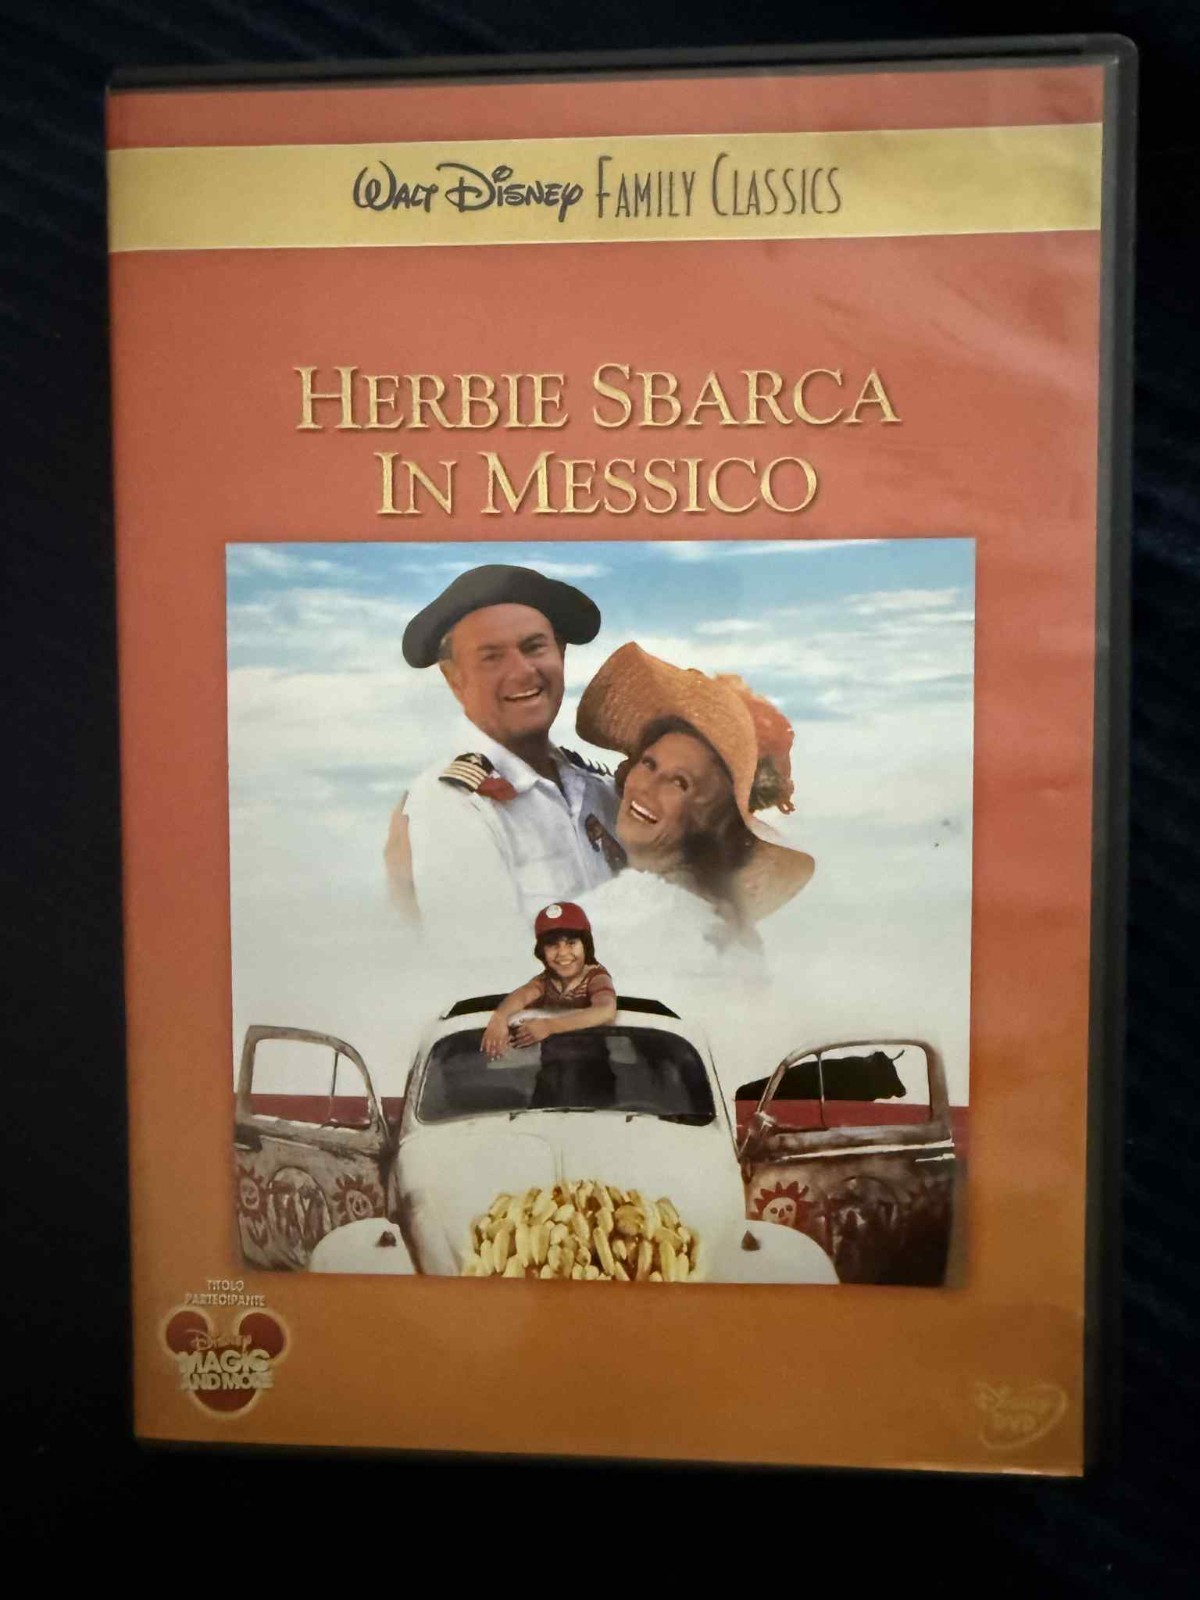 WALT DISNEY FAMILY CLASSICS
HERBIE SBARCA
IN MESSICO
TITOLO
PARTECIPANTE
Disney
MAGIC
AND MORE
Disney
DVD